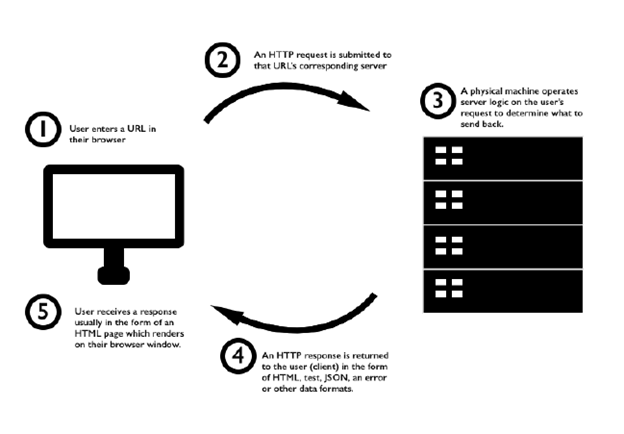 1
User enters a URL in
their browser
2
An HTTP request is submitted to
that URL's corresponding server
3
A physical machine operates
server logic on the user's
request to determine what to
send back.
4
An HTTP response is returned
to the user (client) in the form
of HTML, test, JSON, an error
or other data formats.
5
User receives a response
usually in the form of an
HTML page which renders
on their browser window.